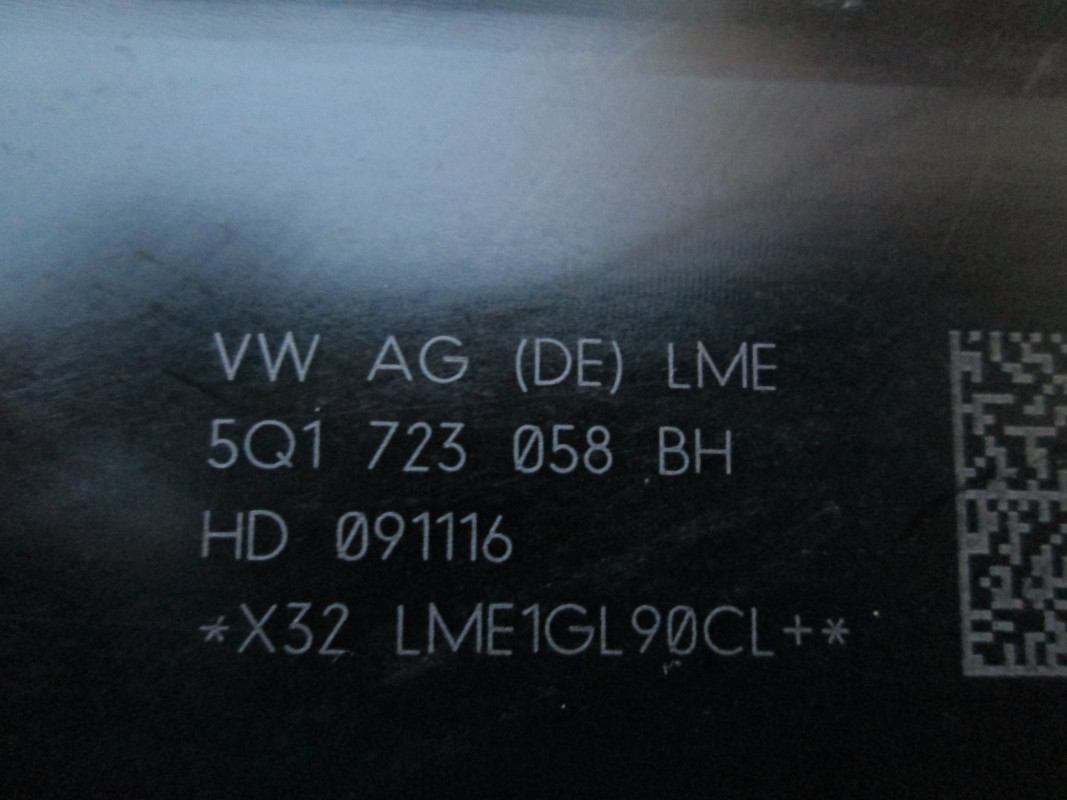 VW AG (DE) LME
5Q1 723 058 BH
HD 091116
*X32 LME1GL90CL+*